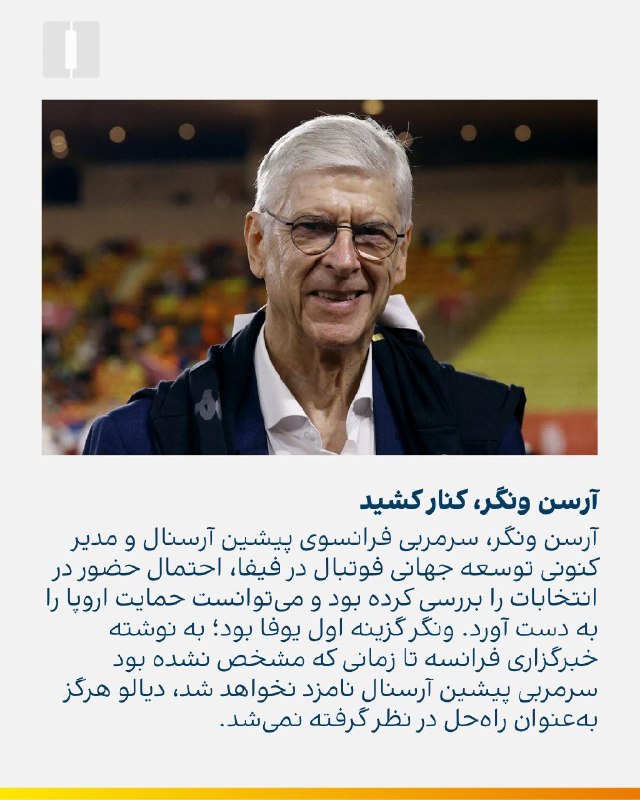 آرسن ونگر، کنار کشید
آرسن ونگر، سرمربی فرانسوی پیشین آرسنال و مدیر
کنونی توسعه جهانی فوتبال در فیفا، احتمال حضور در
انتخابات را بررسی کرده بود و می‌توانست حمایت اروپا را
به دست آورد. ونگر گزینه اول یوفا بود؛ به نوشته
خبرگزاری فرانسه تا زمانی که مشخص نشده بود
سرمربی پیشین آرسنال نامزد نخواهد شد، دیالو هرگز
به‌عنوان راه‌حل در نظر گرفته نمی‌شد.